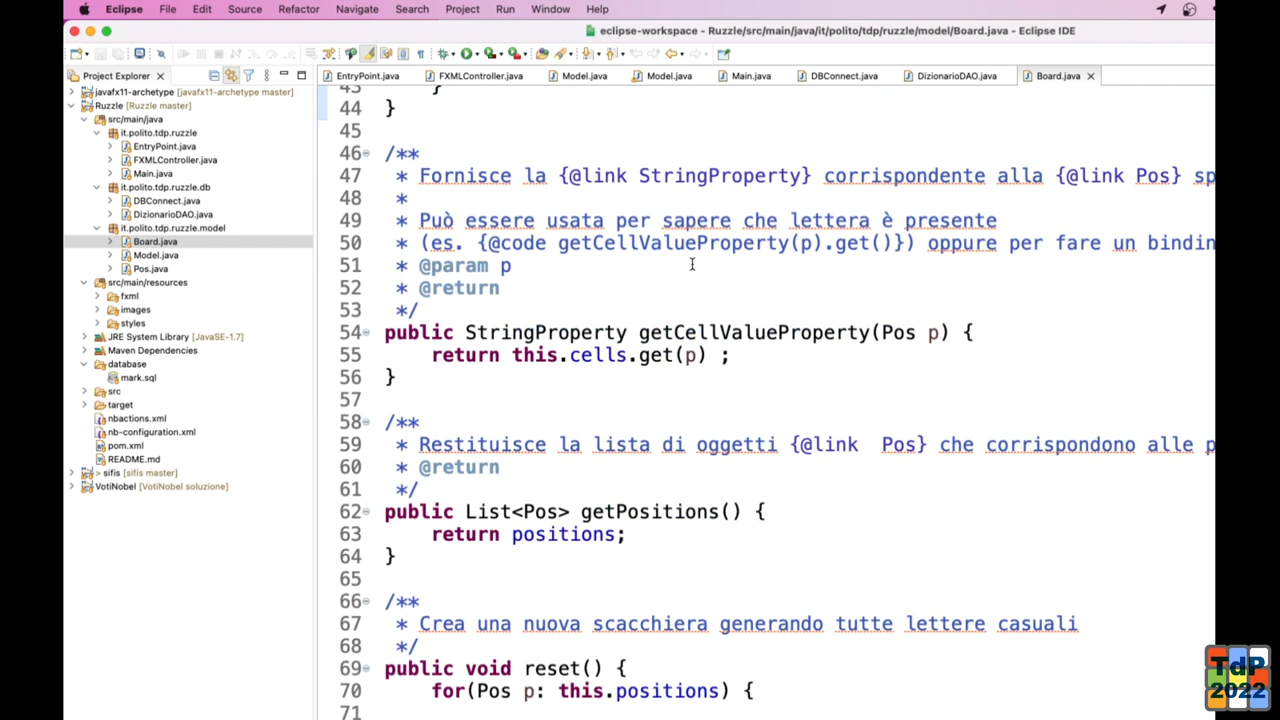 Eclipse File Edit Source Refactor Navigate Search Project Run Window Help
eclipse-workspace - Ruzzle/src/main/java/it/polito/tdp/ruzzle/model/Board.java - Eclipse IDE
Project Explorer
EntryPoint.java FXMLController.java Model.java Model.java Main.java DBConnect.java DizionarioDAO.java Board.java
javafx11-archetype [javafx11-archetype master]
Ruzzle [Ruzzle master]
src/main/java
it.polito.tdp.ruzzle
EntryPoint.java
FXMLController.java
Main.java
it.polito.tdp.ruzzle.db
DBConnect.java
DizionarioDAO.java
it.polito.tdp.ruzzle.model
Board.java
Model.java
Pos.java
src/main/resources
fxml
images
styles
JRE System Library [JavaSE-1.7]
Maven Dependencies
database
mark.sql
src
target
nbactions.xml
nb-configuration.xml
pom.xml
README.md
> sifis [sifis master]
VotiNobel [VotiNobel soluzione]
43 }
44 }
45
46 /**
47 * Fornisce la {@link StringProperty} corrispondente alla {@link Pos} sp
48 *
49 * Può essere usata per sapere che lettera è presente
50 * (es. {@code getCellValueProperty(p).get()}) oppure per fare un bindin
51 * @param p
52 * @return
53 */
54 public StringProperty getCellValueProperty(Pos p) {
55 return this.cells.get(p) ;
56 }
57
58 /**
59 * Restituisce la lista di oggetti {@link  Pos} che corrispondono alle p
60 * @return
61 */
62 public List<Pos> getPositions() {
63 return positions;
64 }
65
66 /**
67 * Crea una nuova scacchiera generando tutte lettere casuali
68 */
69 public void reset() {
70 for(Pos p: this.positions) {
71
TdP
2022